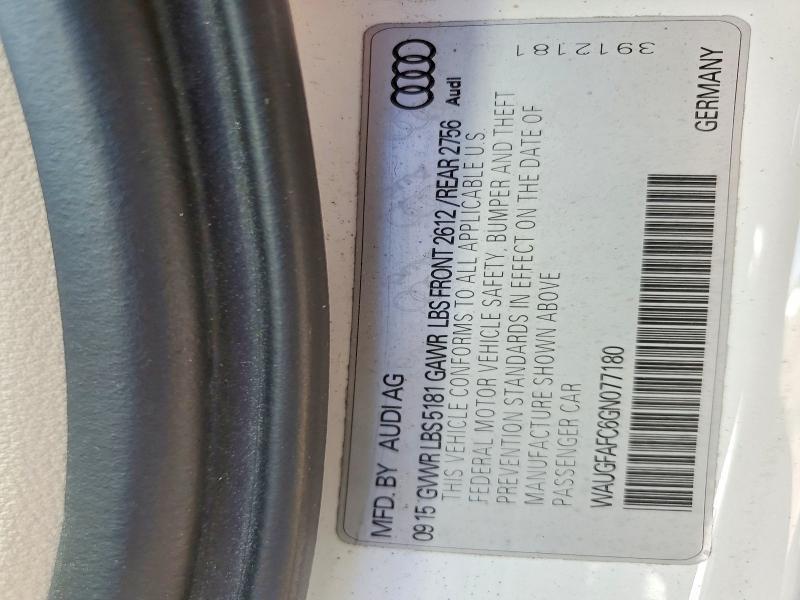 MFD. BY AUDI AG
09 15 GVWR LBS 5181 GAWR LBS FRONT 2612 / REAR 2756
THIS VEHICLE CONFORMS TO ALL APPLICABLE U.S.
FEDERAL MOTOR VEHICLE SAFETY, BUMPER AND THEFT
PREVENTION STANDARDS IN EFFECT ON THE DATE OF
MANUFACTURE SHOWN ABOVE
PASSENGER CAR
Audi
WAUGFAFC6GN077180
3912181
GERMANY